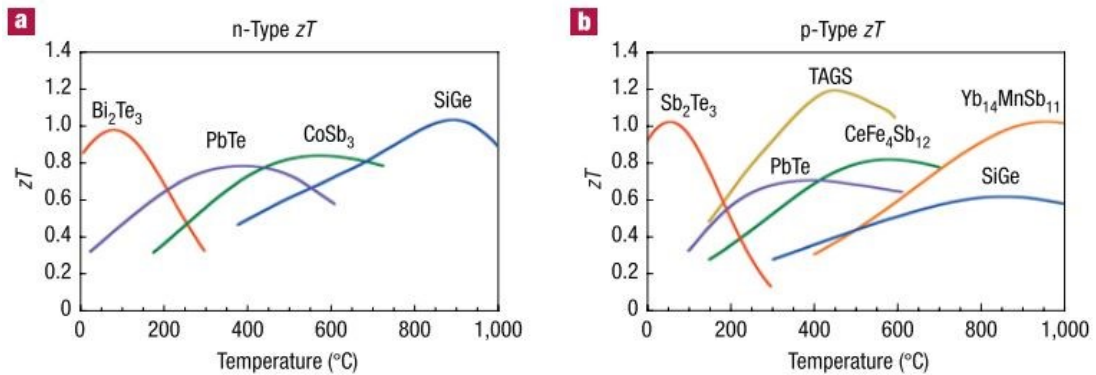 a
n-Type zT
1.4
1.2
1.0
0.8
0.6
0.4
0.2
0
zT
Bi₂Te₃
PbTe
CoSb₃
SiGe
0 200 400 600 800 1,000
Temperature (°C)
b
p-Type zT
1.4
1.2
1.0
0.8
0.6
0.4
0.2
0
zT
TAGS
Sb₂Te₃
Yb₁₄MnSb₁₁
CeFe₄Sb₁₂
PbTe
SiGe
0 200 400 600 800 1,000
Temperature (°C)